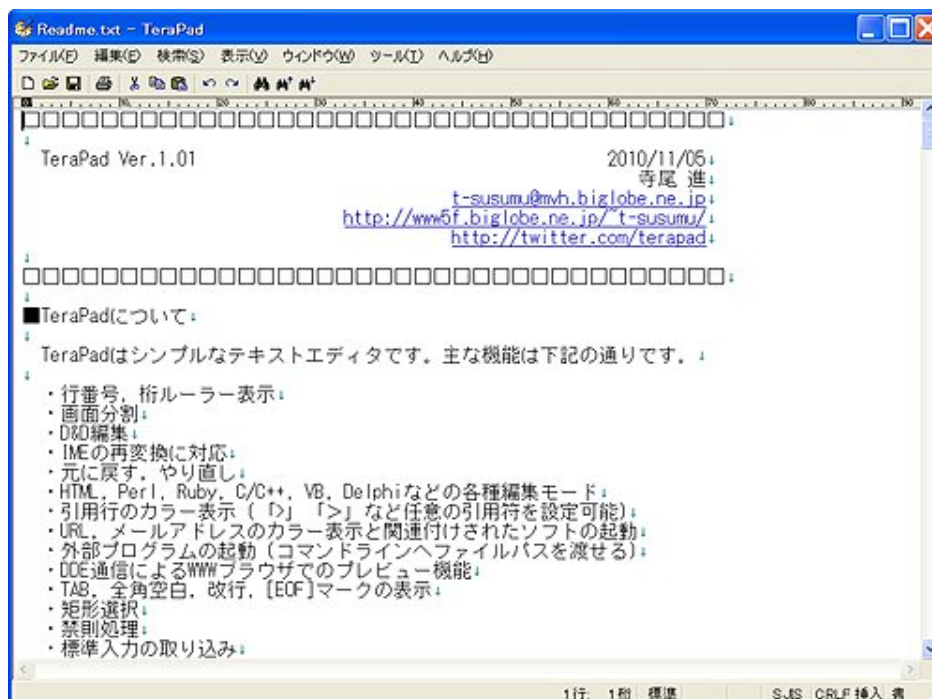 Readme.txt - TeraPad
ファイル(F) 編集(E) 検索(S) 表示(V) ウインドウ(W) ツール(T) ヘルプ(H)
0 10 20 30 40 50 60 70 80 90
□□□□□□□□□□□□□□□□□□□□□□□□□□□□□□□□□□□□↓
↓
TeraPad Ver.1.01 2010/11/05↓
寺尾 進↓
t-susumu@mvh.biglobe.ne.jp↓
http://www5f.biglobe.ne.jp/~t-susumu/↓
http://twitter.com/terapad↓
↓
□□□□□□□□□□□□□□□□□□□□□□□□□□□□□□□□□□□□↓
↓
■TeraPadについて↓
↓
TeraPadはシンプルなテキストエディタです。主な機能は下記の通りです。↓
↓
・行番号，桁ルーラー表示↓
・画面分割↓
・D&D編集↓
・IMEの再変換に対応↓
・元に戻す，やり直し↓
・HTML，Perl，Ruby，C/C++，VB，Delphiなどの各種編集モード↓
・引用行のカラー表示（「>」「＞」など任意の引用符を設定可能）↓
・URL，メールアドレスのカラー表示と関連付けされたソフトの起動↓
・外部プログラムの起動（コマンドラインへファイルパスを渡せる）↓
・DDE通信によるWWWブラウザでのプレビュー機能↓
・TAB，全角空白，改行，[EOF]マークの表示↓
・矩形選択↓
・禁則処理↓
・標準入力の取り込み↓
1行: 1桁 標準 SJIS CRLF 挿入